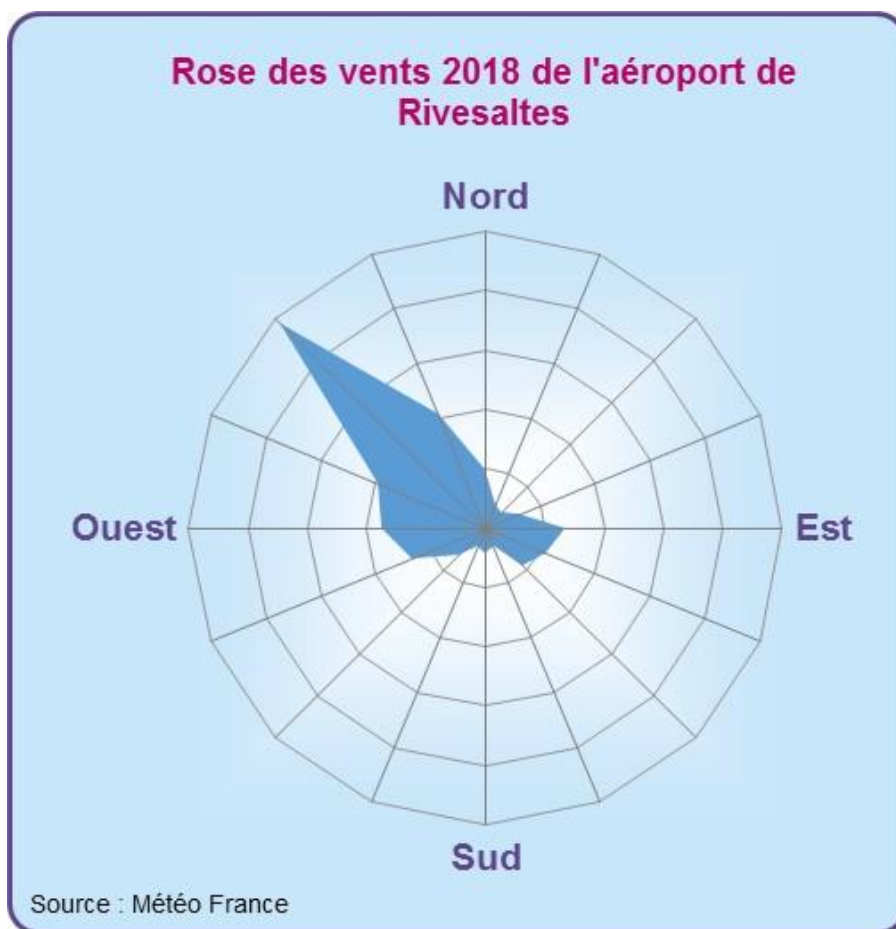 Rose des vents 2018 de l'aéroport de
Rivesaltes
Nord
Ouest
Est
Sud
Source : Météo France